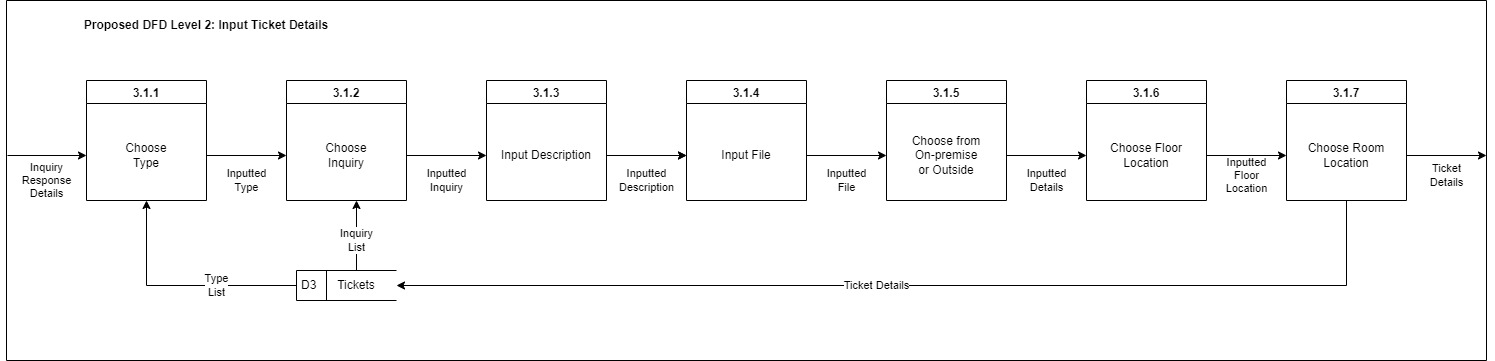 Proposed DFD Level 2: Input Ticket Details
3.1.1
3.1.2
3.1.3
3.1.4
3.1.5
3.1.6
3.1.7
Choose
Type
Choose
Inquiry
Input Description
Input File
Choose from
On-premise
or Outside
Choose Floor
Location
Choose Room
Location
Inquiry
Response
Details
Inputted
Type
Inputted
Inquiry
Inputted
Description
Inputted
File
Inputted
Details
Inputted
Floor
Location
Ticket
Details
Inquiry
List
Type
List
D3
Tickets
Ticket Details